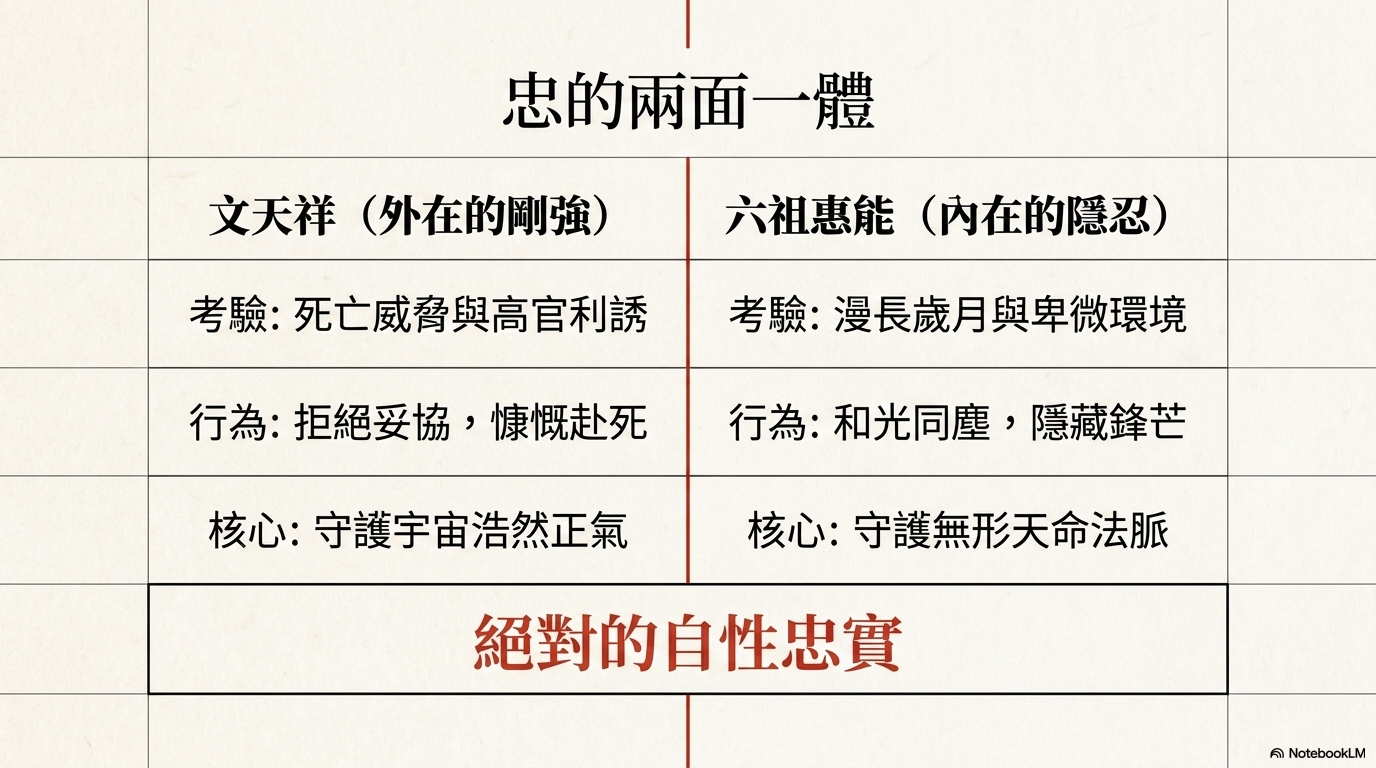 忠的兩面一體
文天祥（外在的剛強）
六祖惠能（內在的隱忍）
考驗: 死亡威脅與高官利誘
考驗: 漫長歲月與卑微環境
行為: 拒絕妥協，慷慨赴死
行為: 和光同塵，隱藏鋒芒
核心: 守護宇宙浩然正氣
核心: 守護無形天命法脈
絕對的自性忠實
NotebookLM